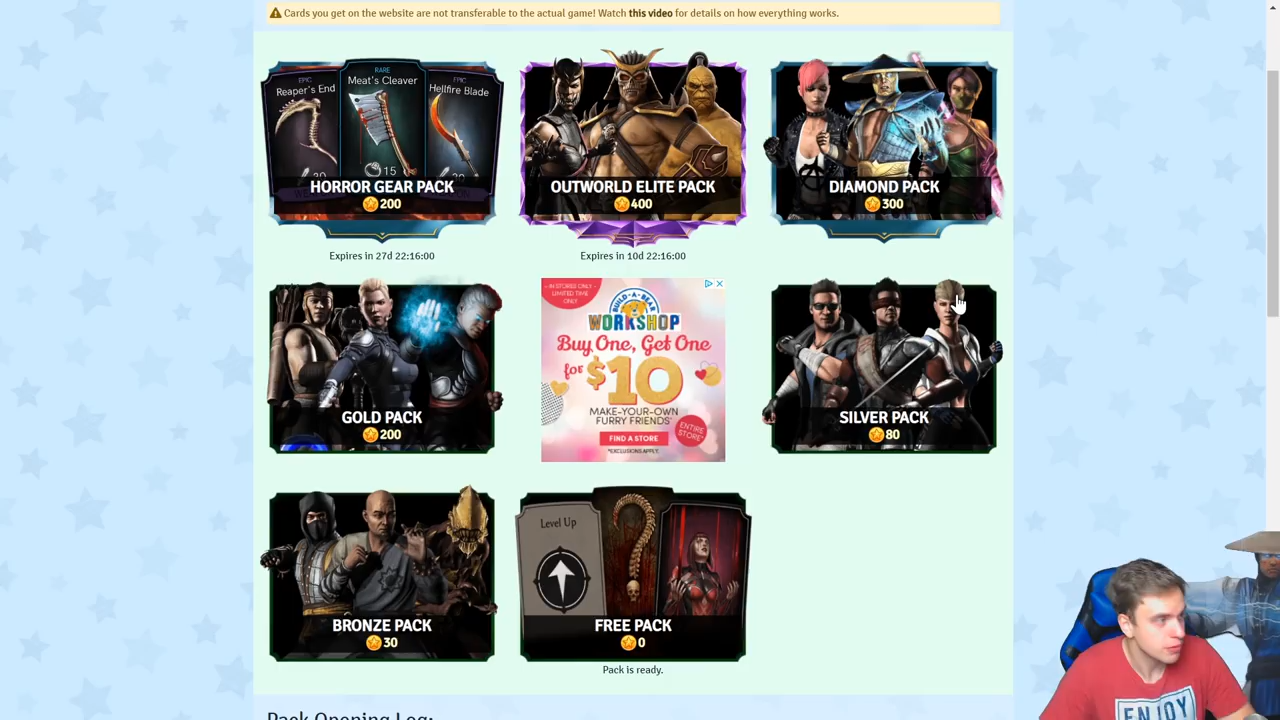 Cards you get on the website are not transferable to the actual game! Watch this video for details on how everything works.
EPIC
Reaper's End
RARE
Meat's Cleaver
EPIC
Hellfire Blade
15
HORROR GEAR PACK
200
Expires in 27d 22:16:00
OUTWORLD ELITE PACK
400
Expires in 10d 22:16:00
DIAMOND PACK
300
GOLD PACK
200
IN STORES ONLY
LIMITED TIME
ONLY
BUILD-A-BEAR
WORKSHOP
Buy One, Get One
for $10
MAKE-YOUR-OWN
FURRY FRIENDS*
FIND A STORE
ENTIRE
STORE*
*EXCLUSIONS APPLY.
SILVER PACK
80
BRONZE PACK
30
Level Up
FREE PACK
0
Pack is ready.
Pack Opening Log:
ENJOY